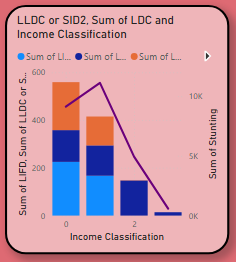 LLDC or SID2, Sum of LDC and
Income Classification
Sum of LI... Sum of L... Sum of L...
600
400
200
0
Sum of LIFD, Sum of LLDC or S...
10K
5K
0K
Sum of Stunting
0
2
Income Classification